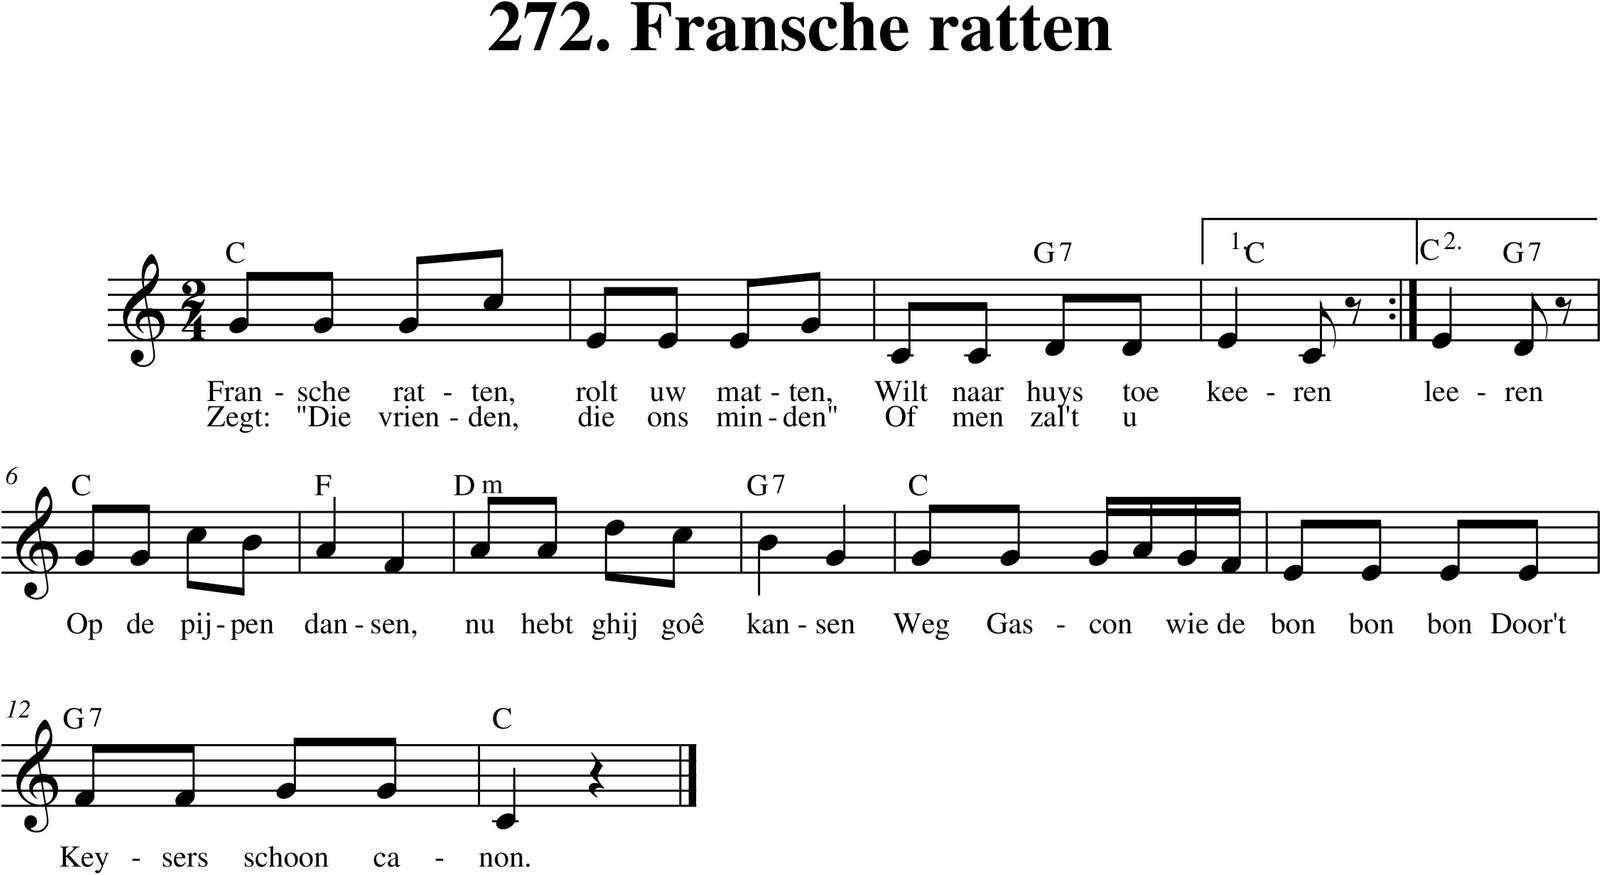 272. Fransche ratten
C G7 1. C C 2. G7
Fran - sche rat - ten, rolt uw mat - ten, Wilt naar huys toe kee - ren lee - ren
Zegt: "Die vrien - den, die ons min - den" Of men zal't u
6 C F Dm G7 C
Op de pij - pen dan - sen, nu hebt ghij goê kan - sen Weg Gas - con wie de bon bon bon Door't
12 G7 C
Key - sers schoon ca - non.